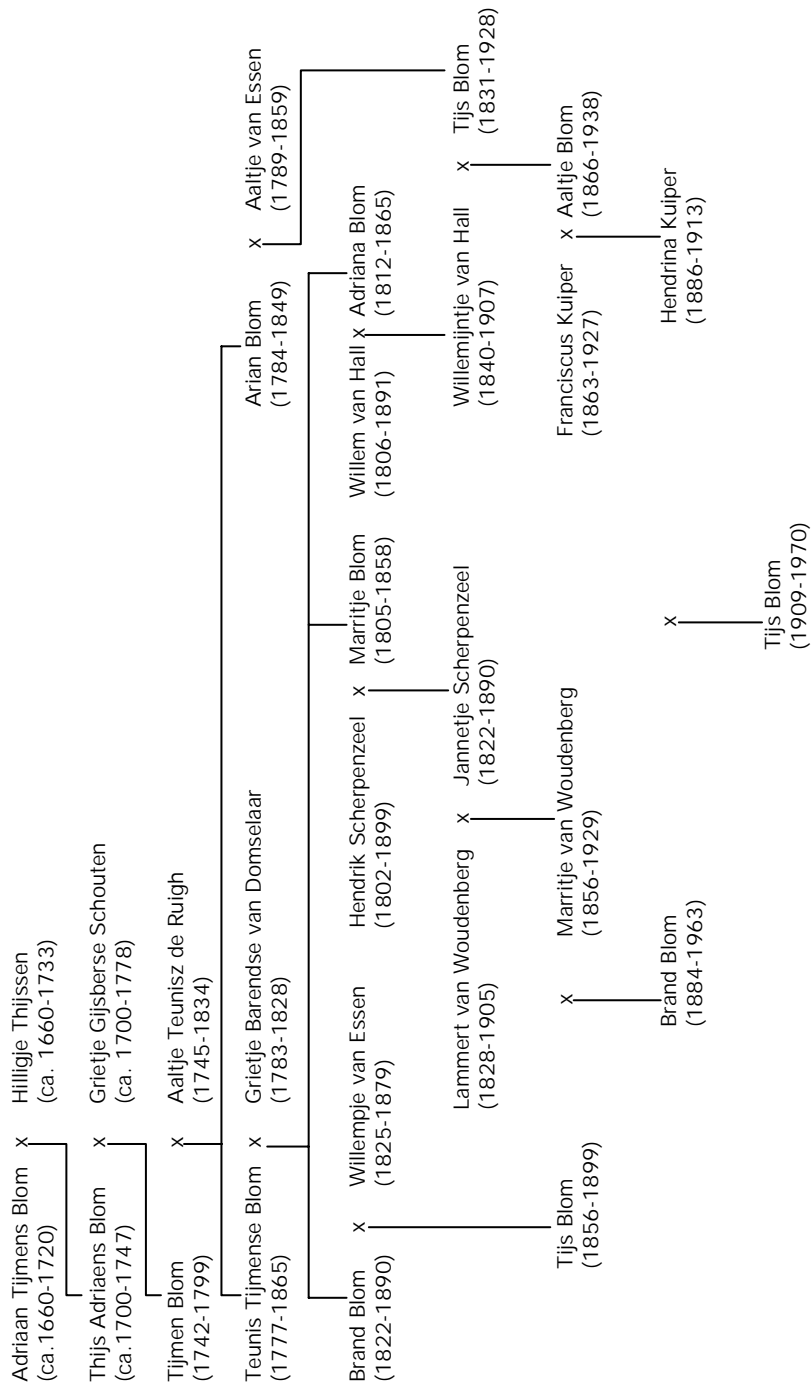 Adriaan Tijmens Blom x Hilligje Thijssen
(ca.1660-1720) (ca. 1660-1733)
Thijs Adriaens Blom x Grietje Gijsberse Schouten
(ca.1700-1747) (ca. 1700-1778)
Tijmen Blom x Aaltje Teunisz de Ruigh
(1742-1799) (1745-1834)
Teunis Tijmense Blom x Grietje Barendse van Domselaar
(1777-1865) (1783-1828)
Arian Blom x Aaltje van Essen
(1784-1849) (1789-1859)
Brand Blom x Willempje van Essen
(1822-1890) (1825-1879)
Hendrik Scherpenzeel x Marritje Blom
(1802-1899) (1805-1858)
Willem van Hall x Adriana Blom
(1806-1891) (1812-1865)
Lammert van Woudenberg x Jannetje Scherpenzeel
(1828-1905) (1822-1890)
Willemijntje van Hall x Tijs Blom
(1840-1907) (1831-1928)
Tijs Blom x Marritje van Woudenberg
(1856-1899) (1856-1929)
Franciscus Kuiper x Aaltje Blom
(1863-1927) (1866-1938)
Brand Blom x Hendrina Kuiper
(1884-1963) (1886-1913)
Tijs Blom
(1909-1970)